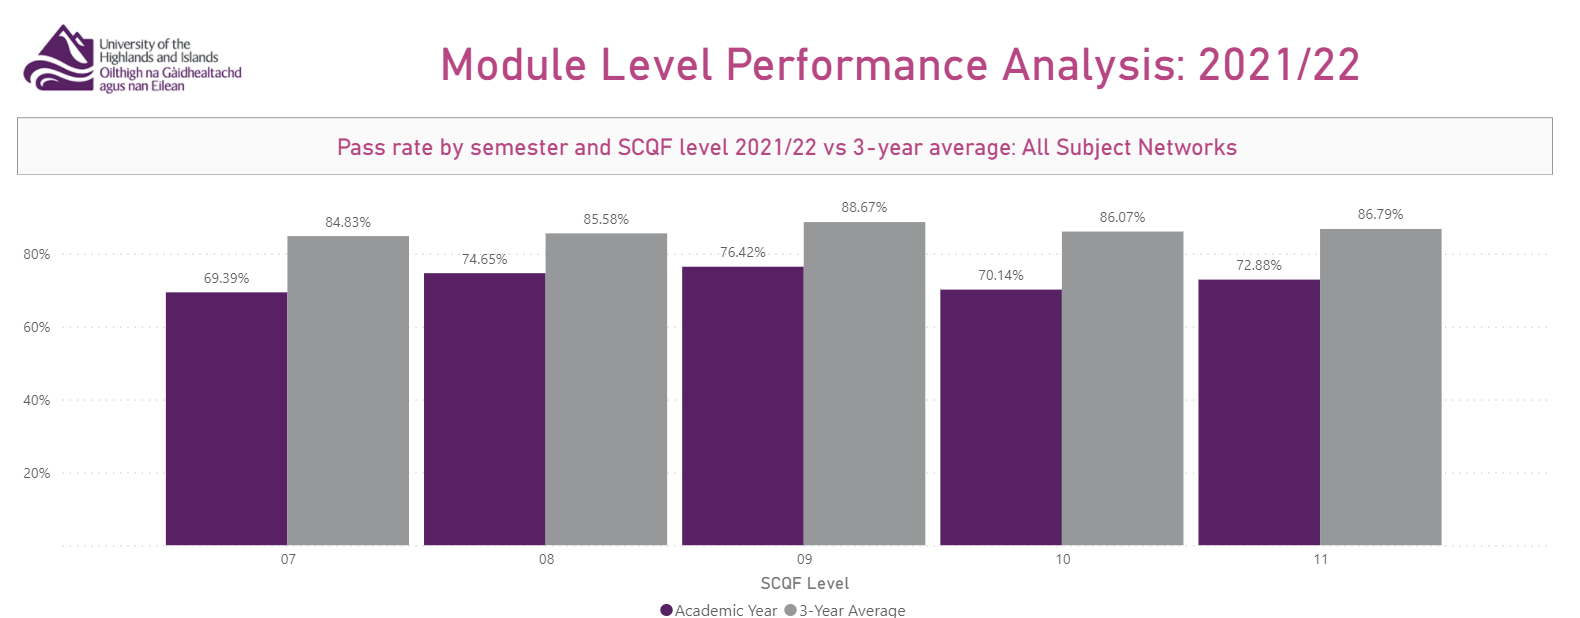 University of the
Highlands and Islands
Oilthigh na Gàidhealtachd
agus nan Eilean
Module Level Performance Analysis: 2021/22
Pass rate by semester and SCQF level 2021/22 vs 3-year average: All Subject Networks
80%
60%
40%
20%
69.39%
84.83%
74.65%
85.58%
76.42%
88.67%
70.14%
86.07%
72.88%
86.79%
07
08
09
10
11
SCQF Level
Academic Year
3-Year Average